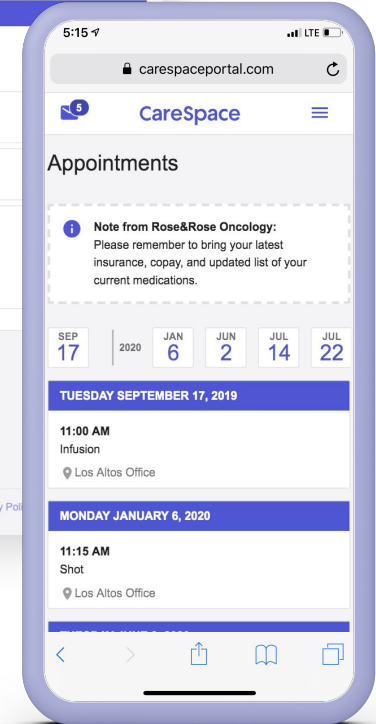 5:15
LTE
carespaceportal.com
5
CareSpace
Appointments
Note from Rose&Rose Oncology:
Please remember to bring your latest
insurance, copay, and updated list of your
current medications.
SEP
17
2020
JAN
6
JUN
2
JUL
14
JUL
22
TUESDAY SEPTEMBER 17, 2019
11:00 AM
Infusion
Los Altos Office
MONDAY JANUARY 6, 2020
11:15 AM
Shot
Los Altos Office